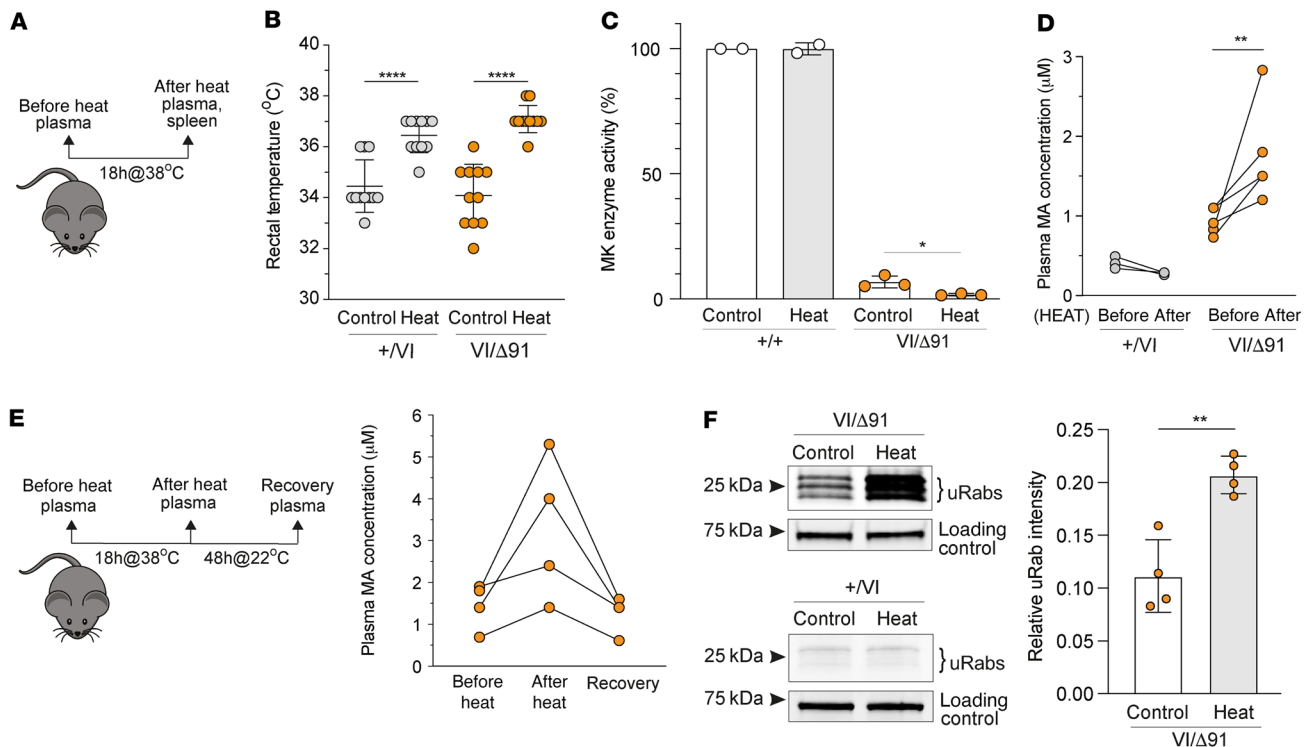 A
Before heat
plasma
After heat
plasma,
spleen
18h@38°C
B
Rectal temperature (°C)
40
38
36
34
32
30
****
****
Control Heat
Control Heat
+/VI
VI/Δ91
C
MK enzyme activity (%)
100
50
0
*
Control
Heat
Control
Heat
+/+
VI/Δ91
D
Plasma MA concentration (μM)
3
2
1
0
**
(HEAT)
Before After
Before After
+/VI
VI/Δ91
E
Before heat
plasma
After heat
plasma
Recovery
plasma
18h@38°C
48h@22°C
Plasma MA concentration (μM)
6
5
4
3
2
1
0
Before
heat
After
heat
Recovery
F
VI/Δ91
Control
Heat
25 kDa
} uRabs
75 kDa
Loading
control
+/VI
Control
Heat
25 kDa
} uRabs
75 kDa
Loading
control
Relative uRab intensity
0.25
0.20
0.15
0.10
0.05
0.00
**
Control
Heat
VI/Δ91